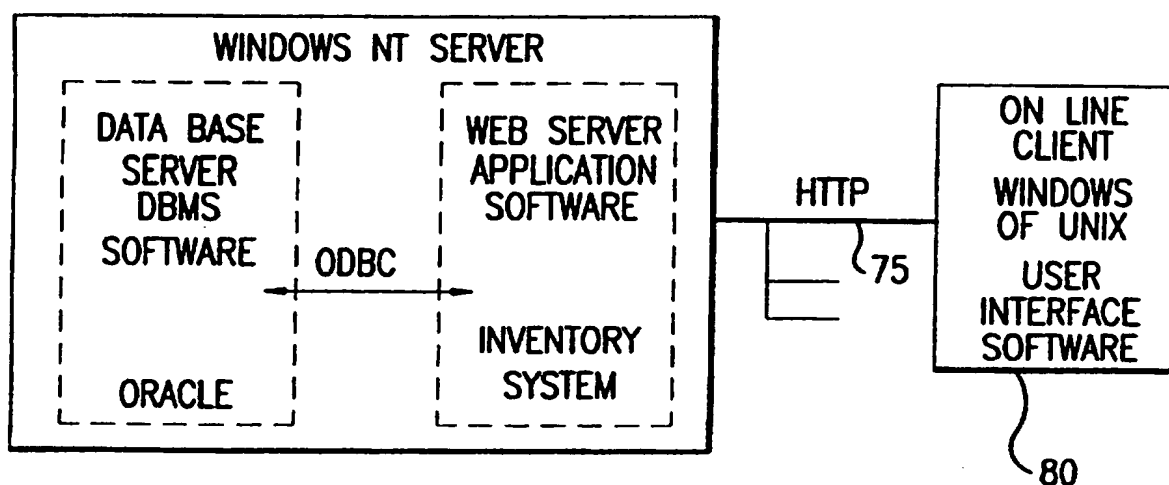 WINDOWS NT SERVER
DATA BASE
SERVER
DBMS
SOFTWARE
ORACLE
ODBC
WEB SERVER
APPLICATION
SOFTWARE
INVENTORY
SYSTEM
HTTP
75
ON LINE
CLIENT
WINDOWS
OF UNIX
USER
INTERFACE
SOFTWARE
80